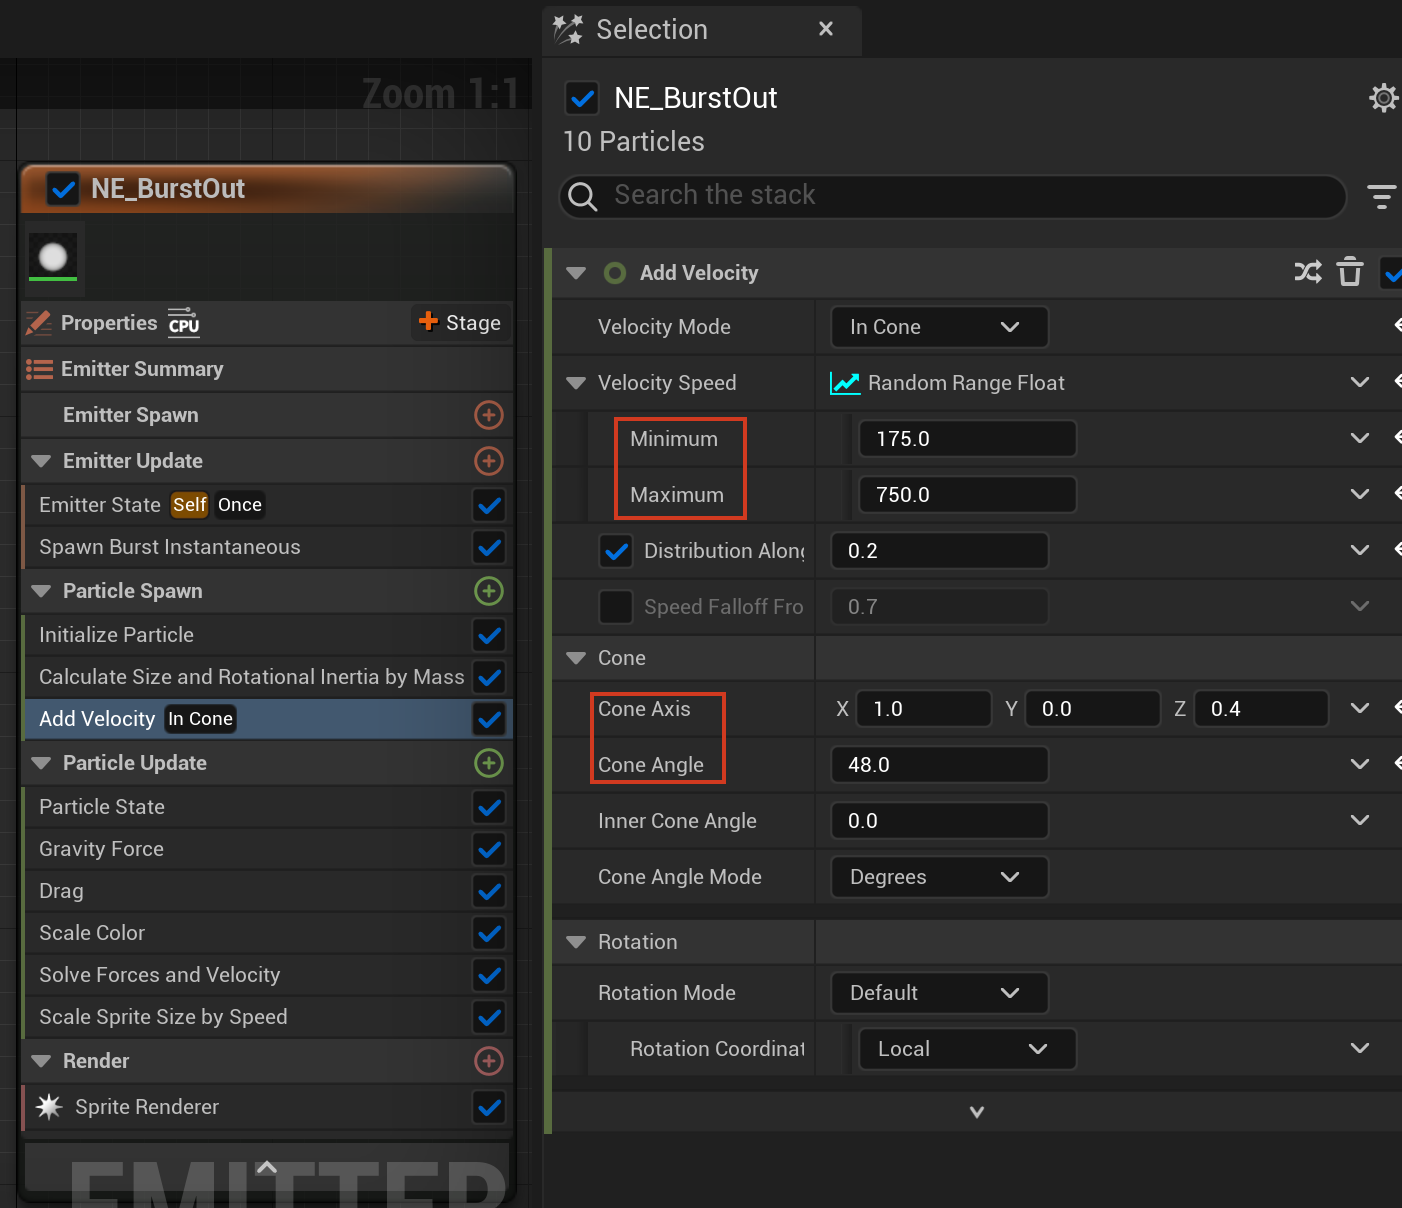 Zoom 1:1
NE_BurstOut
Properties CPU Stage
Emitter Summary
Emitter Spawn
Emitter Update
Emitter State Self Once
Spawn Burst Instantaneous
Particle Spawn
Initialize Particle
Calculate Size and Rotational Inertia by Mass
Add Velocity In Cone
Particle Update
Particle State
Gravity Force
Drag
Scale Color
Solve Forces and Velocity
Scale Sprite Size by Speed
Render
Sprite Renderer
EMITTER
Selection
NE_BurstOut
10 Particles
Search the stack
Add Velocity
Velocity Mode In Cone
Velocity Speed Random Range Float
Minimum 175.0
Maximum 750.0
Distribution Along 0.2
Speed Falloff Fro 0.7
Cone
Cone Axis X 1.0 Y 0.0 Z 0.4
Cone Angle 48.0
Inner Cone Angle 0.0
Cone Angle Mode Degrees
Rotation
Rotation Mode Default
Rotation Coordinat Local